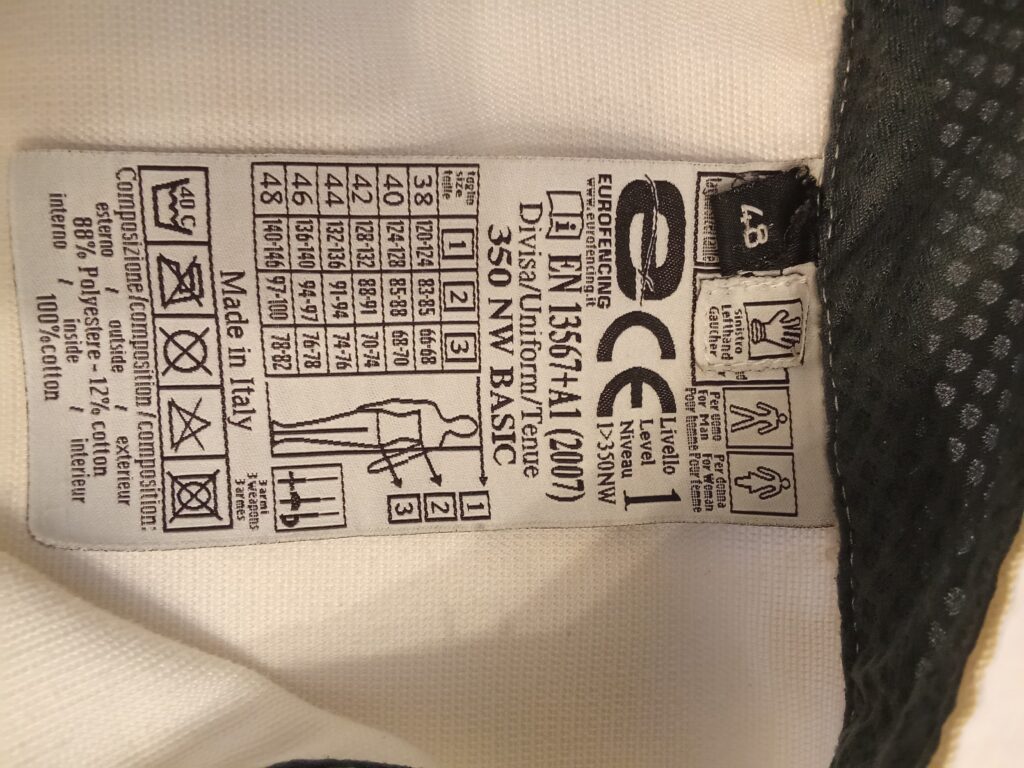 48
Sinistro
Lefthand
Gaucher
Per uomo
For Man
Pour homme
Per donna
For Woman
Pour femme
e CE
Livello
Level
Niveau
1
1>350NW
EUROFENCING
www.eurofencing.it
i EN 13567+A1 (2007)
Divisa/Uniform/Tenue
350 NW BASIC
taglia size taille 1 2 3
38 120-124 83-85 66-68
40 124-128 85-88 68-70
42 128-132 88-91 70-74
44 132-136 91-94 74-76
46 136-140 94-97 76-78
48 140-146 97-100 78-82
1
2
3
3 armi
3 weapons
3 armes
Made in Italy
40 C
Composizione/composition/composition:
esterno / outside / exterieur
88% Polyestere - 12% cotton
interno / inside / interieur
100%cotton